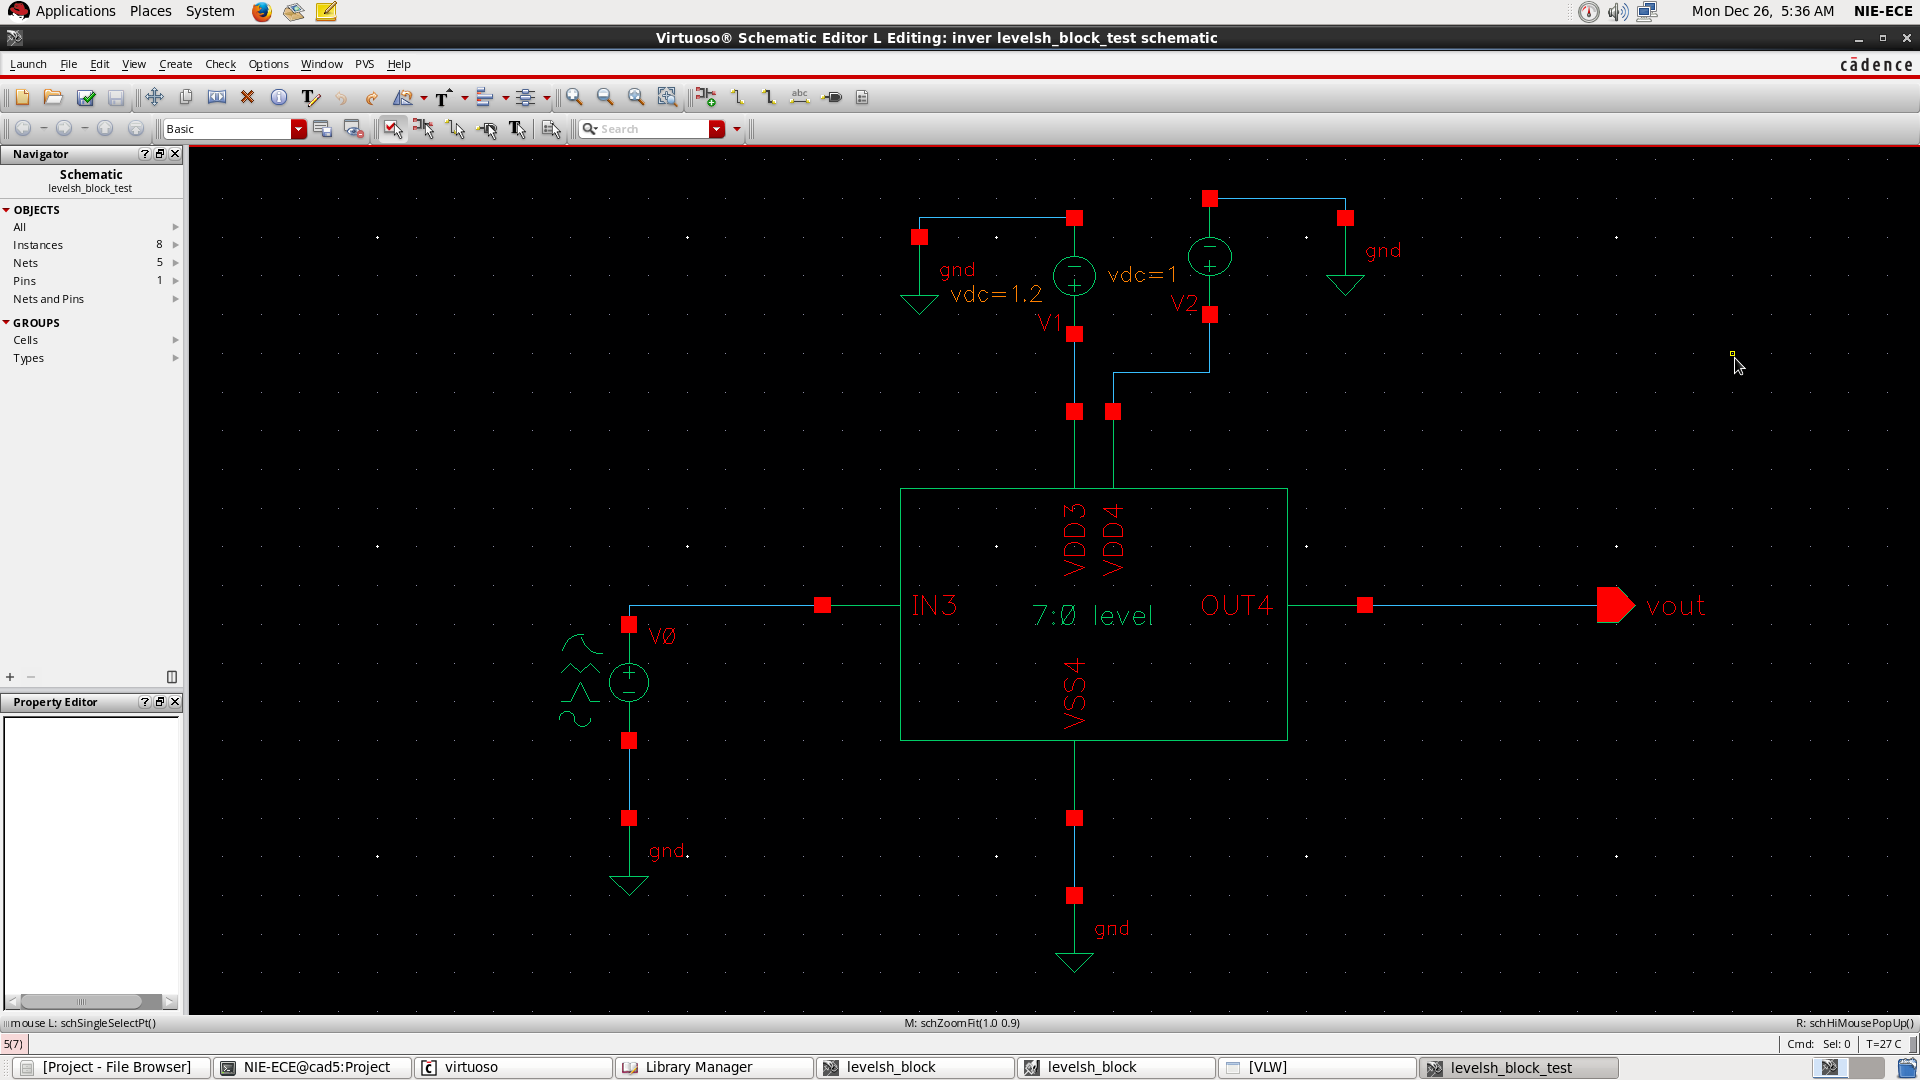 Applications Places System Mon Dec 26, 5:36 AM NIE-ECE
Virtuoso® Schematic Editor L Editing: inver levelsh_block_test schematic
Launch File Edit View Create Check Options Window PVS Help cādence
abc
Basic Search
Navigator ?
Schematic
levelsh_block_test
OBJECTS
All
Instances 8
Nets 5
Pins 1
Nets and Pins
GROUPS
Cells
Types
Property Editor ?
gnd
gnd
vdc=1
vdc=1.2
V2
V1
VDD3
VDD4
IN3
OUT4
vout
7:0 level
V0
VSS4
gnd
gnd
mouse L: schSingleSelectPt() M: schZoomFit(1.0 0.9) R: schHiMousePopUp()
5(7) Cmd: Sel: 0 T=27 C
[Project - File Browser] NIE-ECE@cad5:Project virtuoso Library Manager levelsh_block levelsh_block [VLW] levelsh_block_test